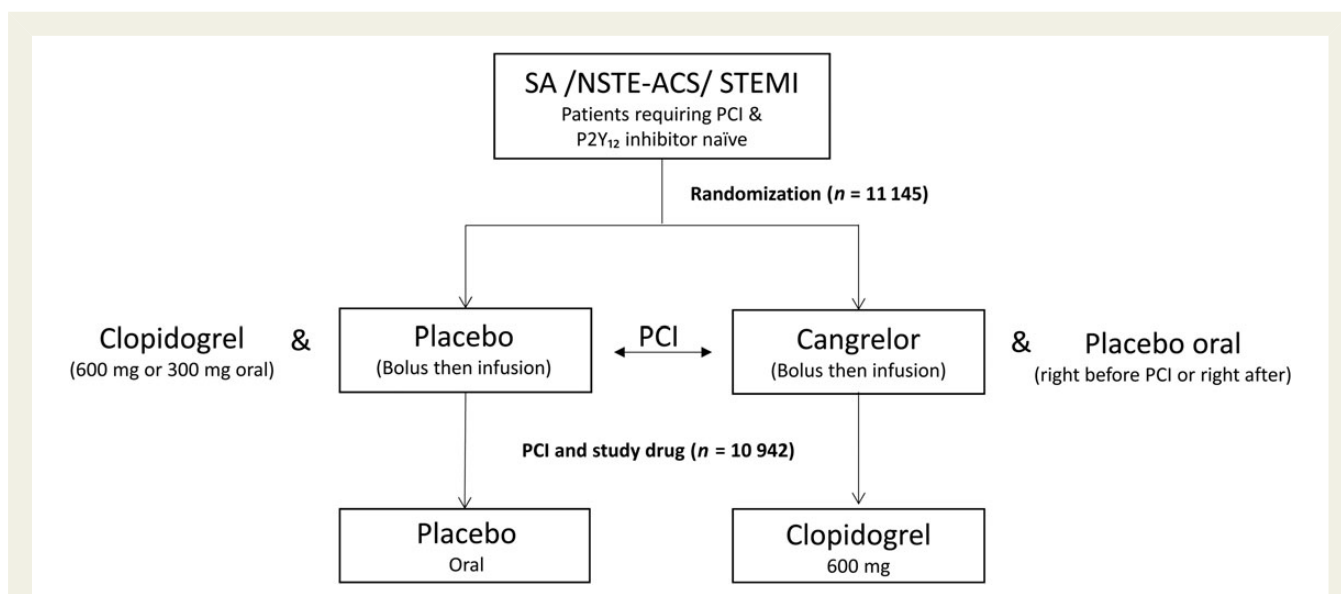 SA /NSTE-ACS/ STEMI
Patients requiring PCI &
P2Y₁₂ inhibitor naïve
Randomization (n = 11 145)
Clopidogrel
(600 mg or 300 mg oral)
&
Placebo
(Bolus then infusion)
PCI
Cangrelor
(Bolus then infusion)
&
Placebo oral
(right before PCI or right after)
PCI and study drug (n = 10 942)
Placebo
Oral
Clopidogrel
600 mg